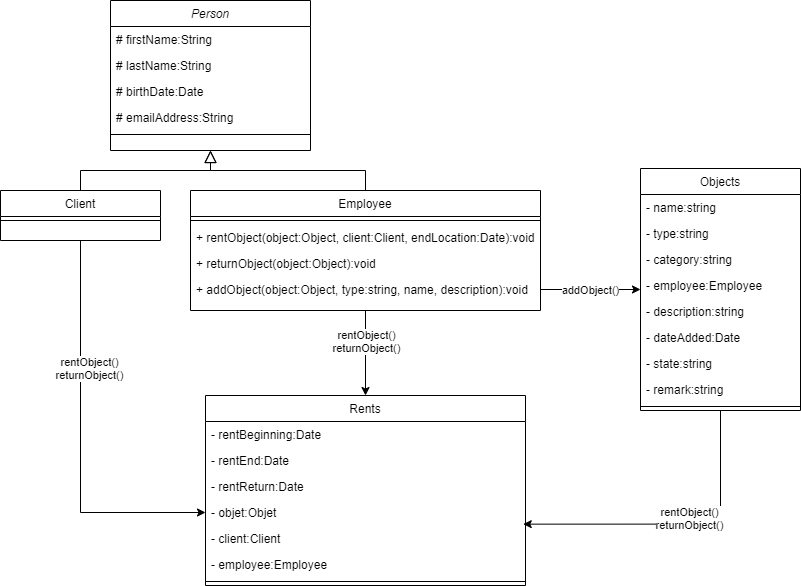 Person
# firstName:String
# lastName:String
# birthDate:Date
# emailAddress:String
Client
Employee
+ rentObject(object:Object, client:Client, endLocation:Date):void
+ returnObject(object:Object):void
+ addObject(object:Object, type:string, name, description):void
addObject()
Objects
- name:string
- type:string
- category:string
- employee:Employee
- description:string
- dateAdded:Date
- state:string
- remark:string
rentObject()
returnObject()
rentObject()
returnObject()
Rents
- rentBeginning:Date
- rentEnd:Date
- rentReturn:Date
- objet:Objet
- client:Client
- employee:Employee
rentObject()
returnObject()